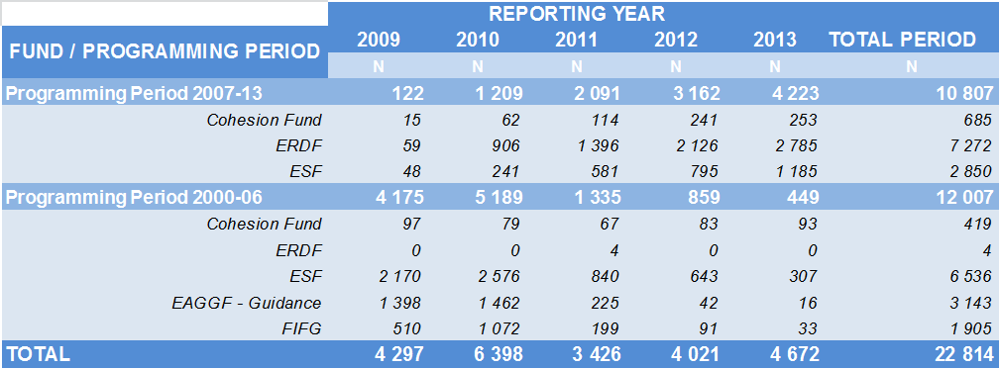 REPORTING YEAR
FUND / PROGRAMMING PERIOD 2009 2010 2011 2012 2013 TOTAL PERIOD
N N N N N N
Programming Period 2007-13 122 1 209 2 091 3 162 4 223 10 807
Cohesion Fund 15 62 114 241 253 685
ERDF 59 906 1 396 2 126 2 785 7 272
ESF 48 241 581 795 1 185 2 850
Programming Period 2000-06 4 175 5 189 1 335 859 449 12 007
Cohesion Fund 97 79 67 83 93 419
ERDF 0 0 4 0 0 4
ESF 2 170 2 576 840 643 307 6 536
EAGGF - Guidance 1 398 1 462 225 42 16 3 143
FIFG 510 1 072 199 91 33 1 905
TOTAL 4 297 6 398 3 426 4 021 4 672 22 814